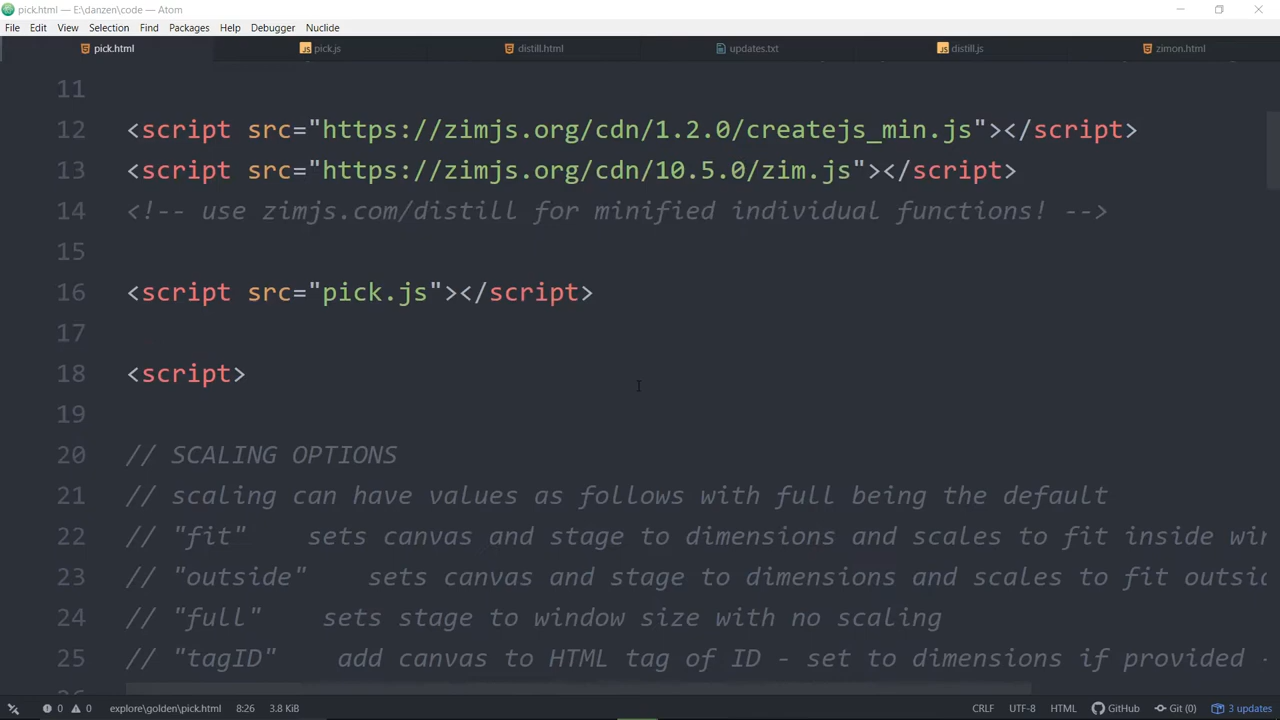 pick.html — E:\danzen\code — Atom
File Edit View Selection Find Packages Help Debugger Nuclide
pick.html pick.js distill.html updates.txt distill.js zimon.html
11
12 <script src="https://zimjs.org/cdn/1.2.0/createjs_min.js"></script>
13 <script src="https://zimjs.org/cdn/10.5.0/zim.js"></script>
14 <!-- use zimjs.com/distill for minified individual functions! -->
15
16 <script src="pick.js"></script>
17
18 <script>
19
20 // SCALING OPTIONS
21 // scaling can have values as follows with full being the default
22 // "fit" sets canvas and stage to dimensions and scales to fit inside
23 // "outside" sets canvas and stage to dimensions and scales to fit
24 // "full" sets stage to window size with no scaling
25 // "tagID" add canvas to HTML tag of ID - set to dimensions if provided -
0 0 explore\golden\pick.html 8:26 3.8 KiB CRLF UTF-8 HTML GitHub Git (0) 3 updates